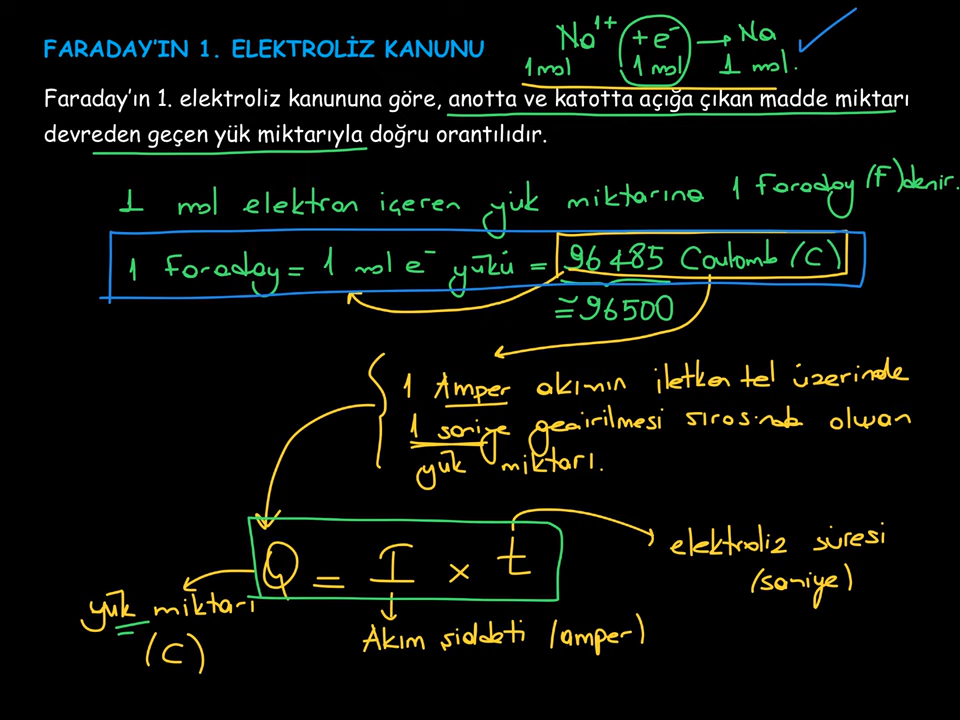 FARADAY'IN 1. ELEKTROLİZ KANUNU
Na¹⁺ + e⁻ → Na
1 mol 1 mol 1 mol.
Faraday'ın 1. elektroliz kanununa göre, anotta ve katotta açığa çıkan madde miktarı
devreden geçen yük miktarıyla doğru orantılıdır.
1 mol elektron içeren yük miktarına 1 Faraday (F) denir.
1 Faraday = 1 mol e⁻ yükü = 96485 Coulomb (C)
≅96500
1 Amper akımın iletken tel üzerinde
1 saniye geçirilmesi sırasında oluşan
yük miktarı.
Q = I x t
elektroliz süresi
(saniye)
yük miktarı
(C)
Akım şiddeti (amper)